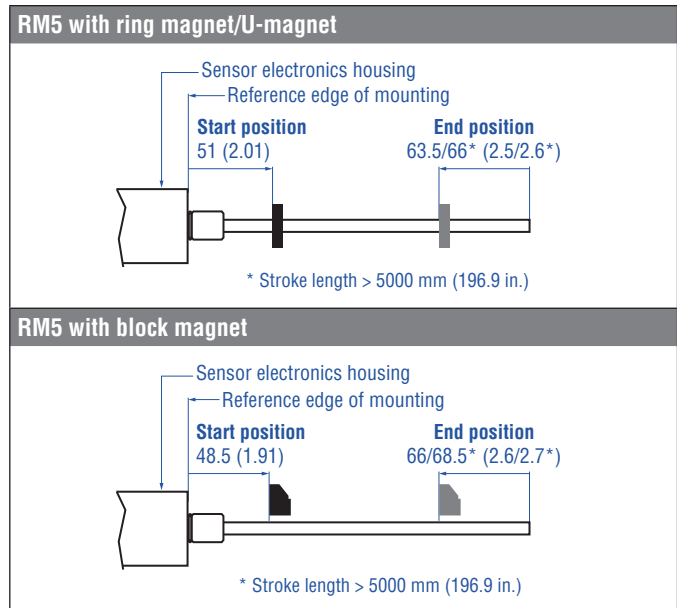 RM5 with ring magnet/U-magnet
Sensor electronics housing
Reference edge of mounting
Start position End position
51 (2.01) 63.5/66* (2.5/2.6*)
* Stroke length > 5000 mm (196.9 in.)
RM5 with block magnet
Sensor electronics housing
Reference edge of mounting
Start position End position
48.5 (1.91) 66/68.5* (2.6/2.7*)
* Stroke length > 5000 mm (196.9 in.)